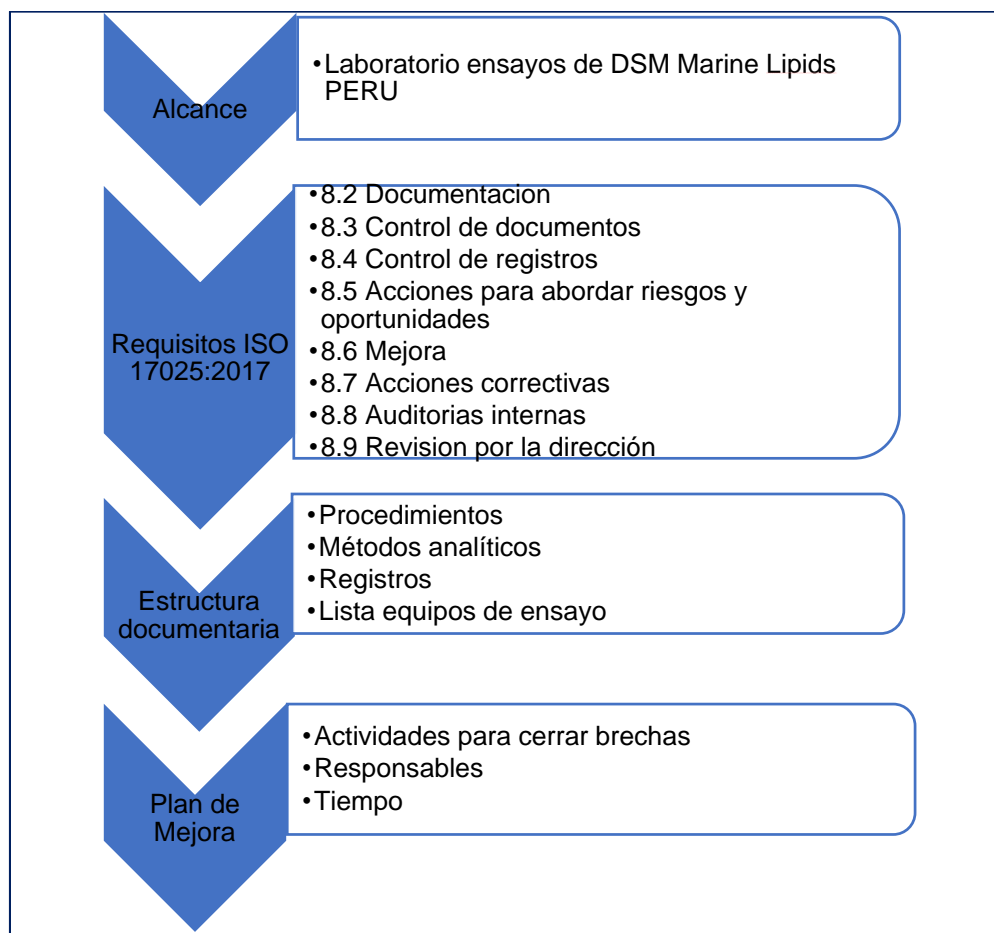 Alcance
•Laboratorio ensayos de DSM Marine Lipids
PERU
Requisitos ISO
17025:2017
•8.2 Documentacion
•8.3 Control de documentos
•8.4 Control de registros
•8.5 Acciones para abordar riesgos y
oportunidades
•8.6 Mejora
•8.7 Acciones correctivas
•8.8 Auditorias internas
•8.9 Revision por la dirección
Estructura
documentaria
•Procedimientos
•Métodos analíticos
•Registros
•Lista equipos de ensayo
Plan de
Mejora
•Actividades para cerrar brechas
•Responsables
•Tiempo